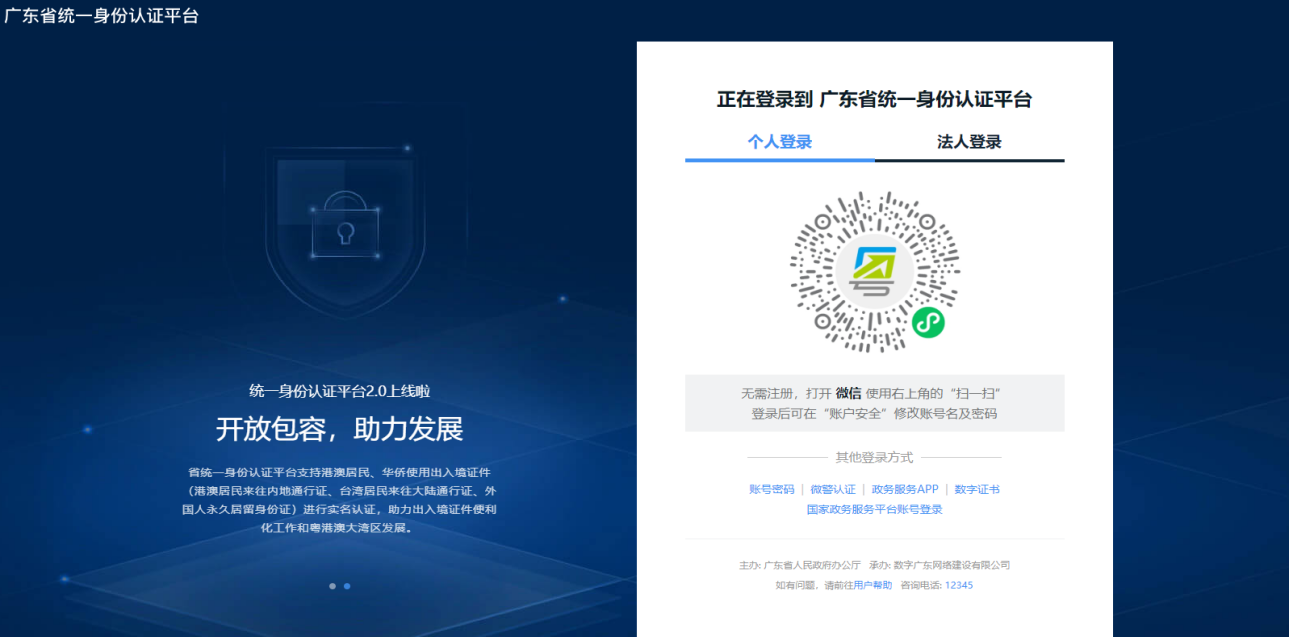 广东省统一身份认证平台
统一身份认证平台2.0上线啦
开放包容，助力发展
省统一身份认证平台支持港澳居民、华侨使用出入境证件
（港澳居民来往内地通行证、台湾居民来往大陆通行证、外
国人永久居留身份证）进行实名认证，助力出入境证件便利
化工作和粤港澳大湾区发展。
正在登录到 广东省统一身份认证平台
个人登录 法人登录
无需注册，打开 微信 使用右上角的“扫一扫”
登录后可在“账户安全”修改账号名及密码
其他登录方式
账号密码 | 微警认证 | 政务服务APP | 数字证书
国家政务服务平台账号登录
主办: 广东省人民政府办公厅 承办: 数字广东网络建设有限公司
如有问题，请前往用户帮助 咨询电话: 12345